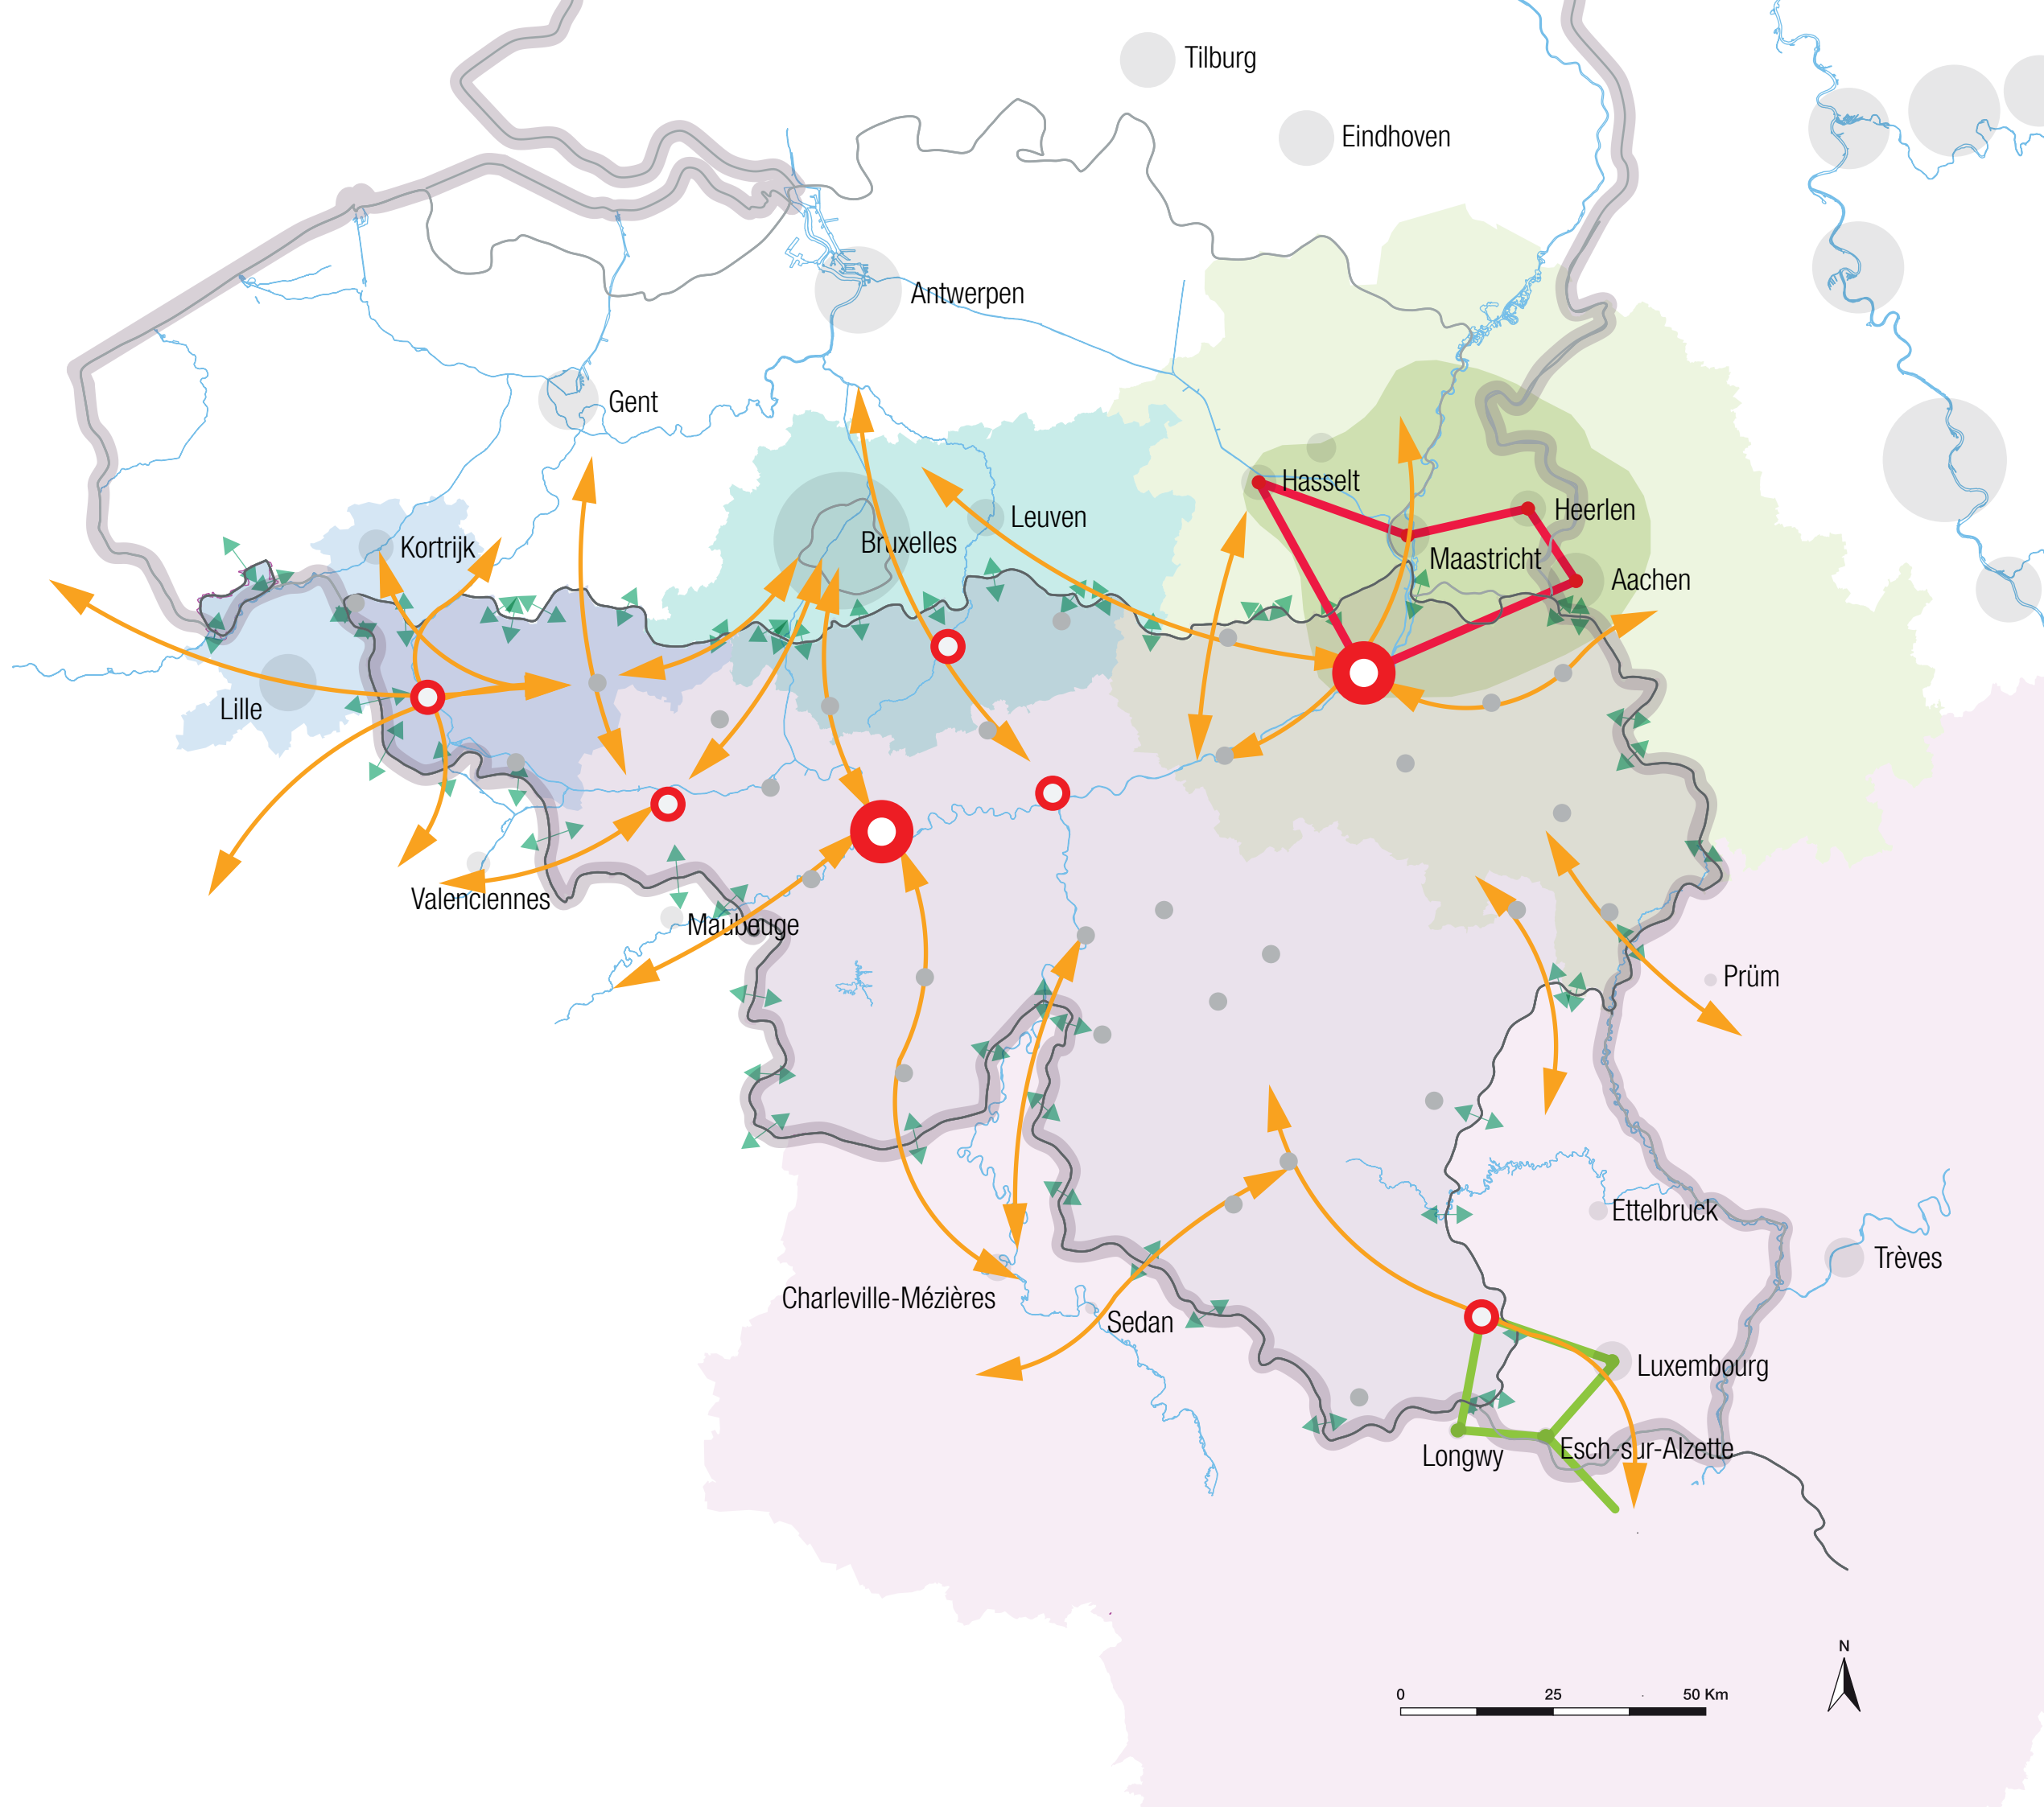 Tilburg
Eindhoven
Antwerpen
Gent
Hasselt
Heerlen
Leuven
Bruxelles
Kortrijk
Maastricht
Aachen
Lille
Valenciennes
Maubeuge
Prüm
Ettelbruck
Trèves
Charleville-Mézières
Sedan
Luxembourg
Esch-sur-Alzette
Longwy
N
0 25 50 Km